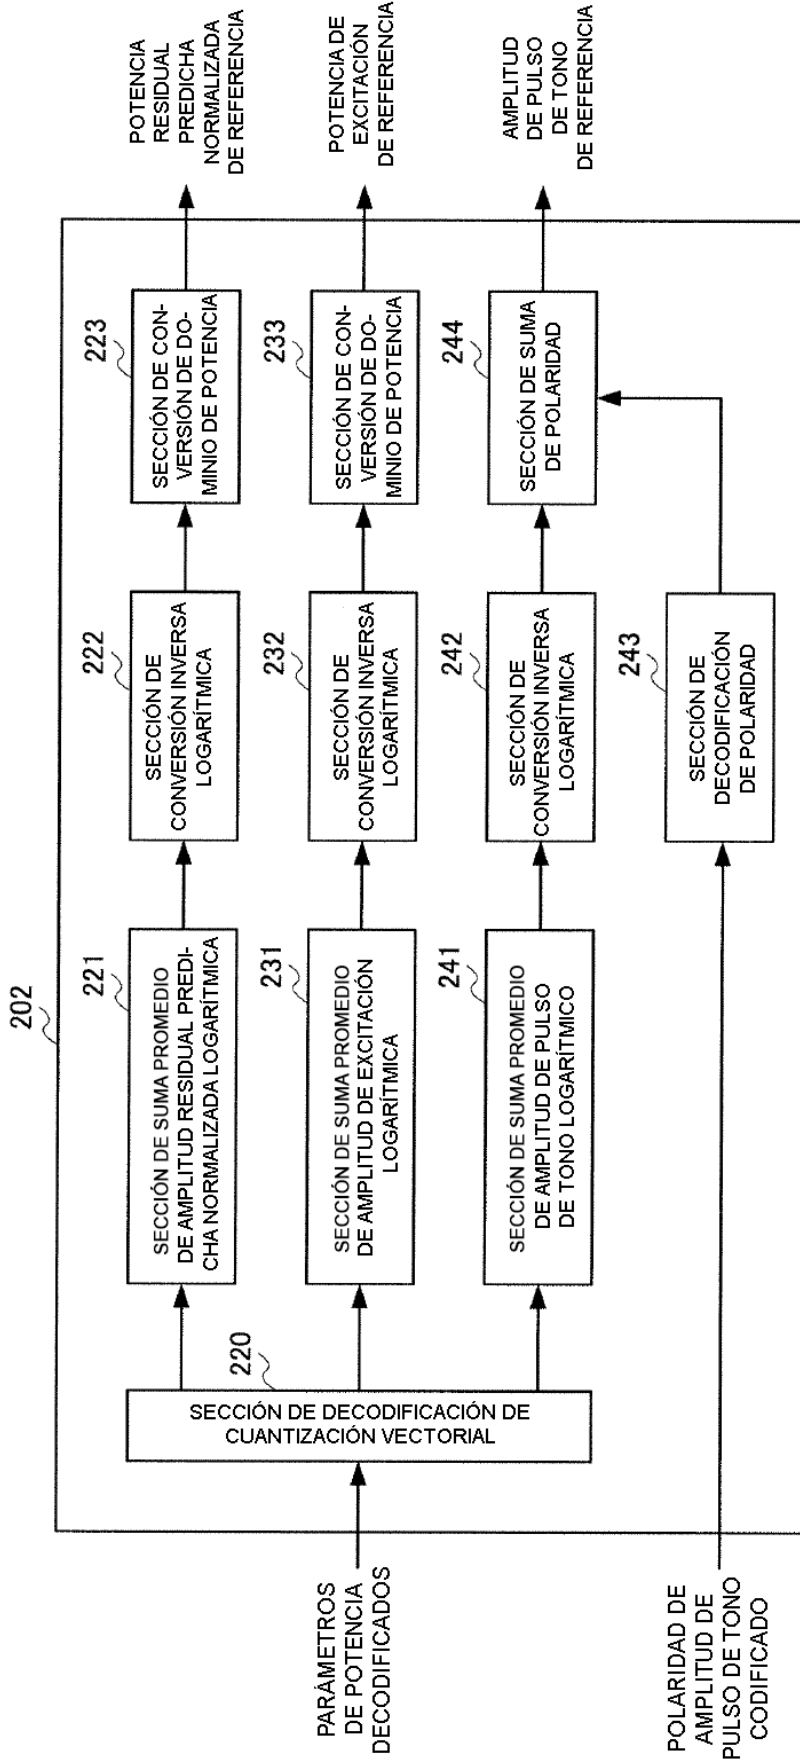 202
PARÁMETROS
DE POTENCIA
DECODIFICADOS
220
SECCIÓN DE DECODIFICACIÓN DE
CUANTIZACIÓN VECTORIAL
221
SECCIÓN DE SUMA PROMEDIO
DE AMPLITUD RESIDUAL PREDI-
CHA NORMALIZADA LOGARÍTMICA
222
SECCIÓN DE
CONVERSIÓN INVERSA
LOGARÍTMICA
223
SECCIÓN DE CON-
VERSIÓN DE DO-
MINIO DE POTENCIA
POTENCIA
RESIDUAL
PREDICHA
NORMALIZADA
DE REFERENCIA
231
SECCIÓN DE SUMA PROMEDIO
DE AMPLITUD DE EXCITACIÓN
LOGARÍTMICA
232
SECCIÓN DE
CONVERSIÓN INVERSA
LOGARÍTMICA
233
SECCIÓN DE CON-
VERSIÓN DE DO-
MINIO DE POTENCIA
POTENCIA DE
EXCITACIÓN
DE REFERENCIA
241
SECCIÓN DE SUMA PROMEDIO
DE AMPLITUD DE PULSO
DE TONO LOGARÍTMICO
242
SECCIÓN DE
CONVERSIÓN INVERSA
LOGARÍTMICA
244
SECCIÓN DE SUMA
DE POLARIDAD
AMPLITUD
DE PULSO
DE TONO
DE REFERENCIA
POLARIDAD DE
AMPLITUD DE
PULSO DE TONO
CODIFICADO
243
SECCIÓN DE
DECODIFICACIÓN
DE POLARIDAD